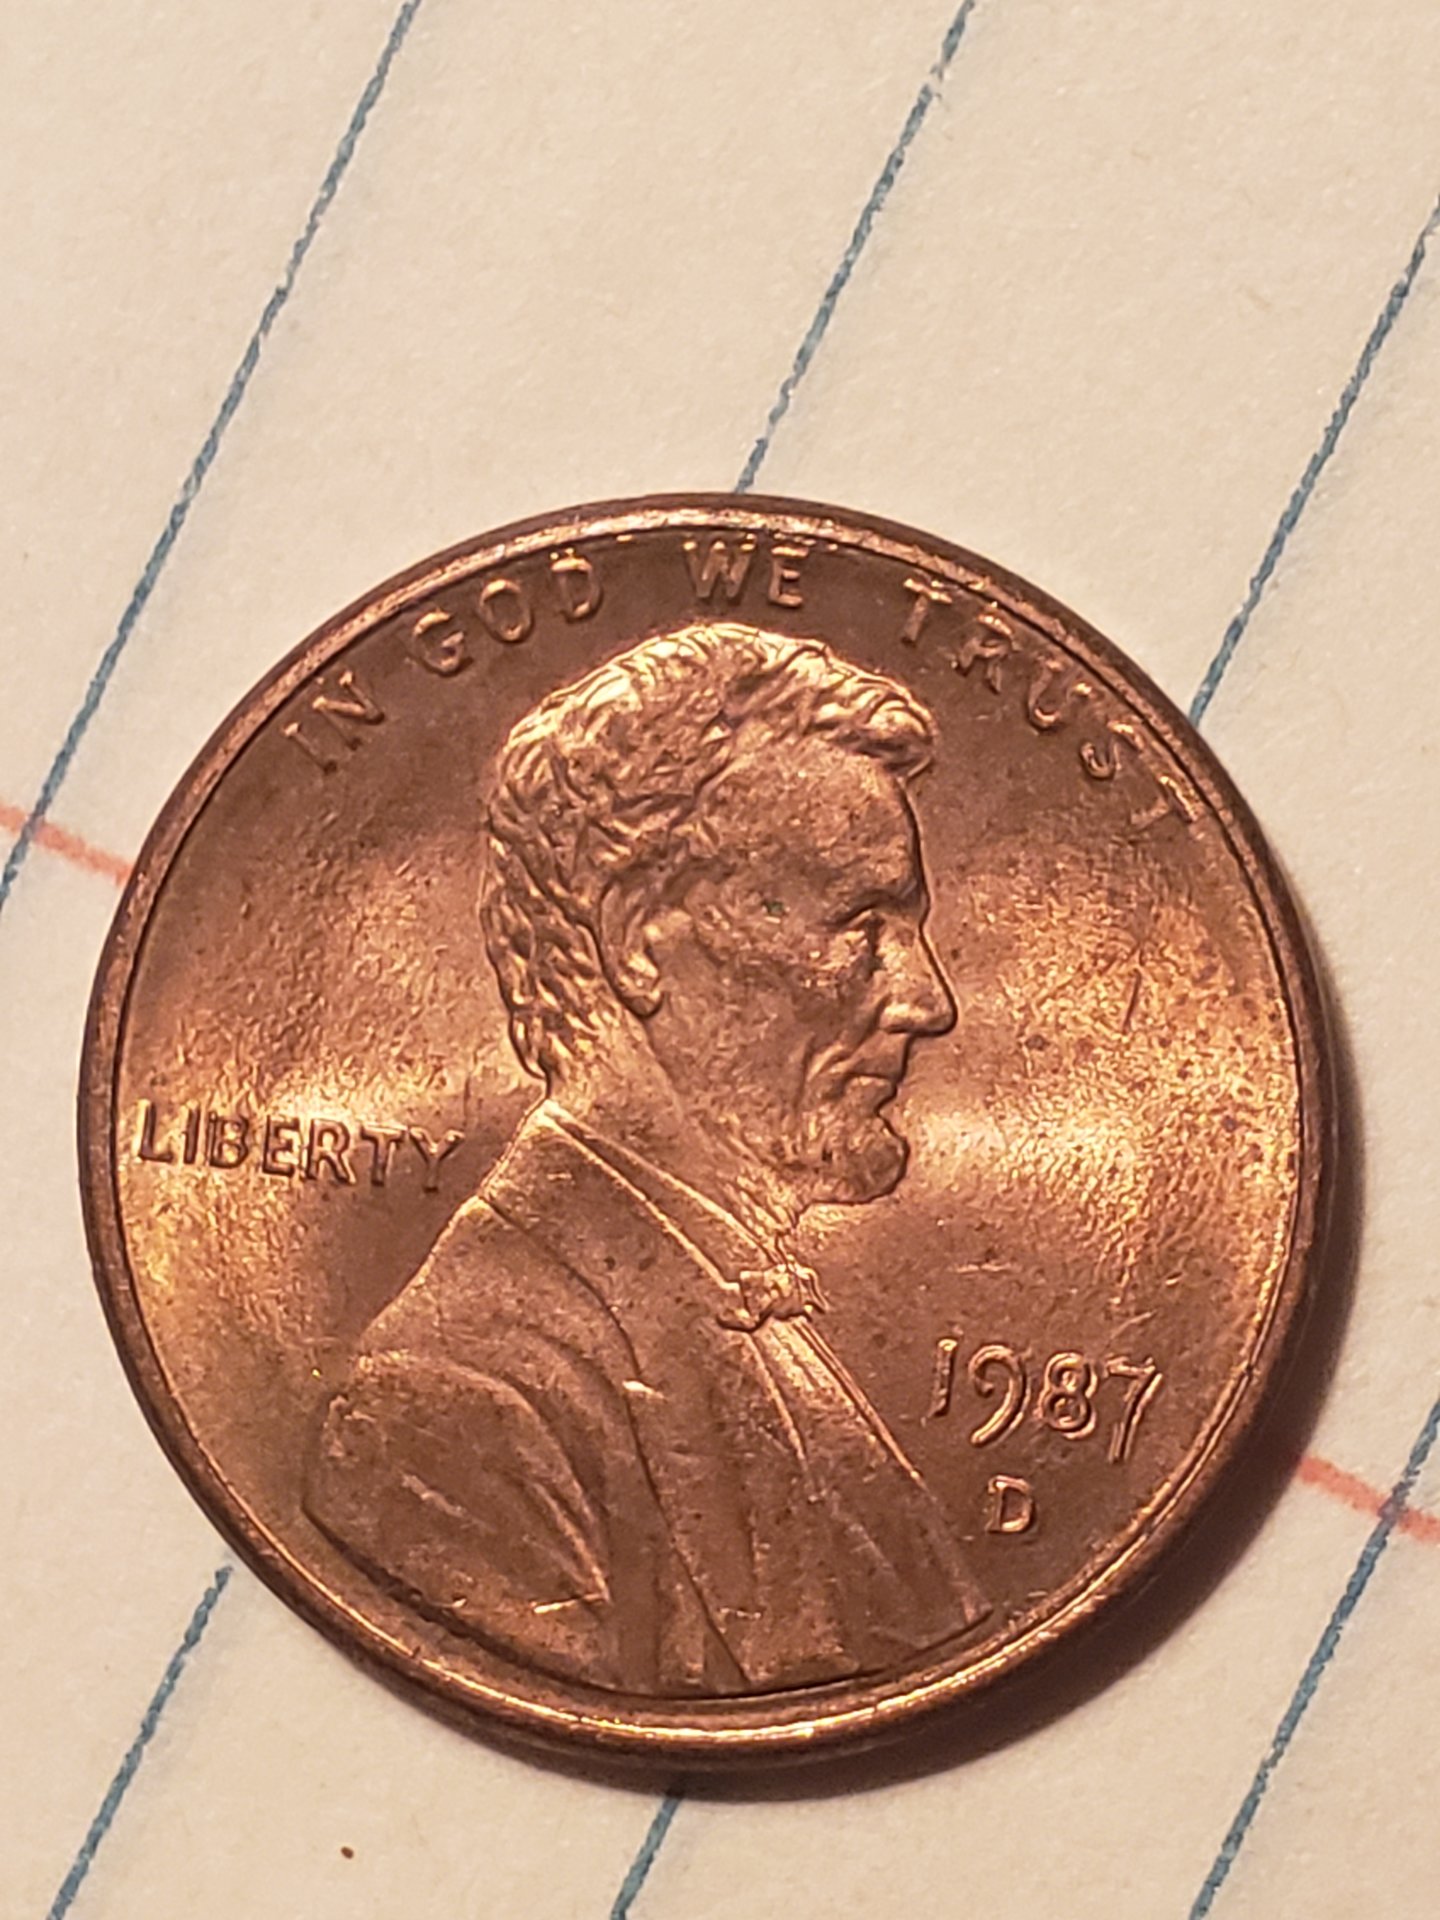 IN GOD WE TRUST
LIBERTY
1987
D